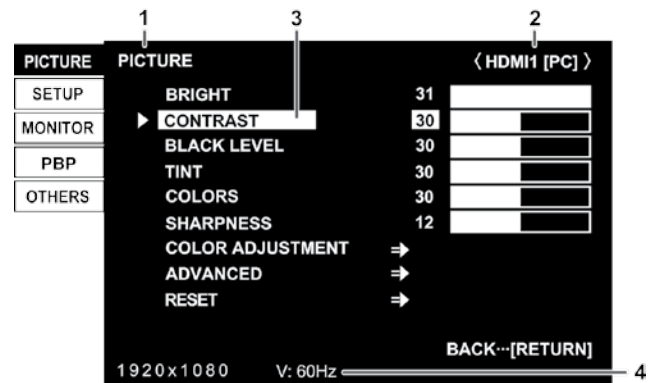 1 3 2
PICTURE PICTURE 〈 HDMI1 [PC] 〉
SETUP BRIGHT 31
MONITOR CONTRAST 30
BLACK LEVEL 30
PBP TINT 30
OTHERS COLORS 30
SHARPNESS 12
COLOR ADJUSTMENT
ADVANCED
RESET
BACK···[RETURN]
1920x1080 V: 60Hz 4